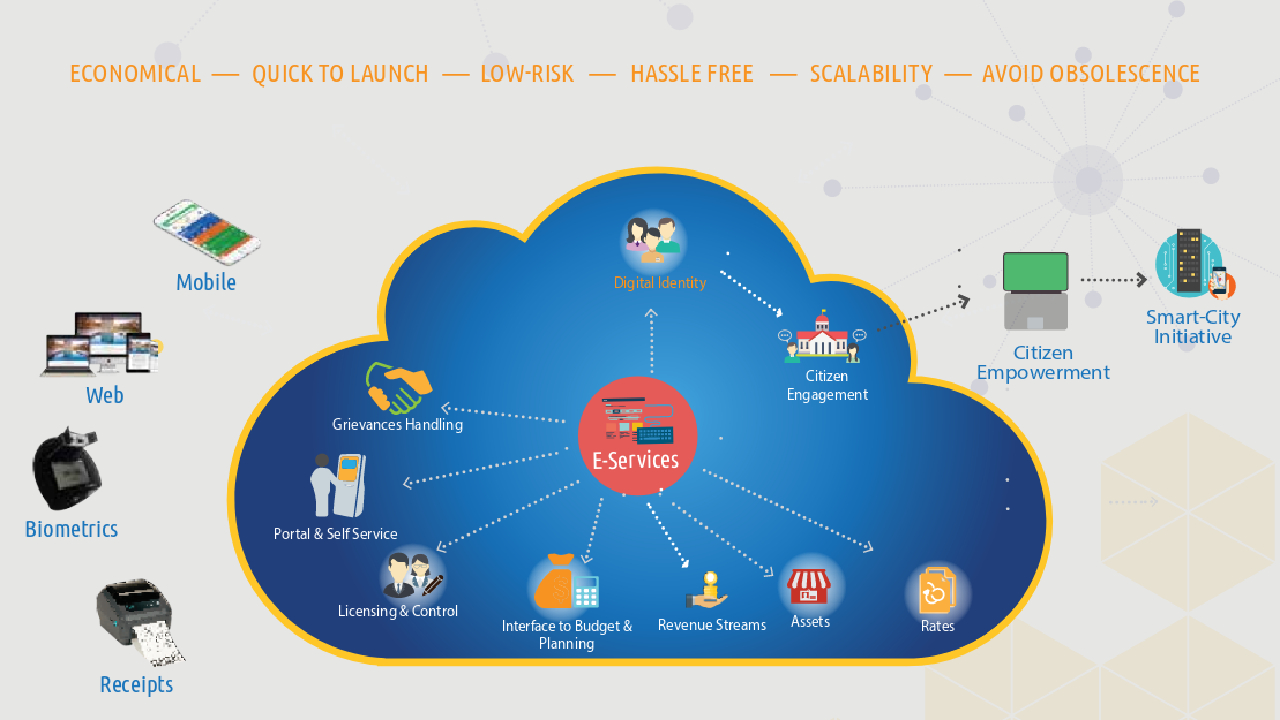 ECONOMICAL — QUICK TO LAUNCH — LOW-RISK — HASSLE FREE — SCALABILITY — AVOID OBSOLESCENCE
Mobile
Web
Biometrics
Receipts
Digital Identity
Citizen
Engagement
Grievances Handling
E-Services
Portal & Self Service
Licensing & Control
Interface to Budget &
Planning
Revenue Streams
Assets
Rates
Citizen
Empowerment
Smart-City
Initiative